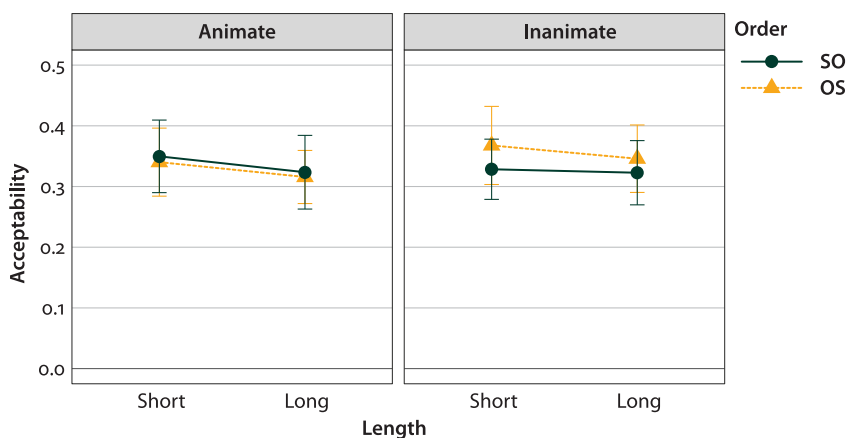 Animate
Inanimate
Order
SO
OS
Acceptability
0.5
0.4
0.3
0.2
0.1
0.0
Short
Long
Short
Long
Length